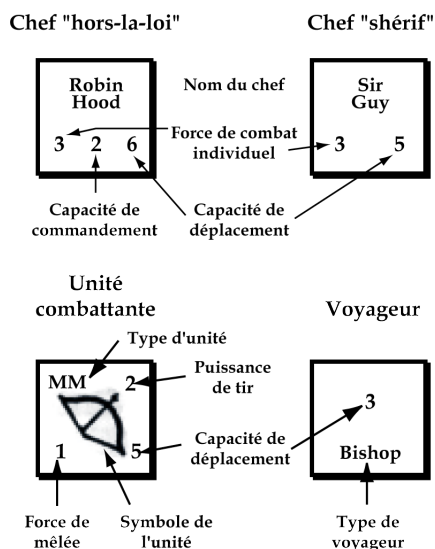 Chef "hors-la-loi"
Chef "shérif"
Robin
Hood
3 2 6
Nom du chef
Force de combat
individuel
Sir
Guy
3 5
Capacité de
commandement
Capacité de
déplacement
Unité
combattante
Voyageur
Type d'unité
MM
2
1
5
Puissance
de tir
Capacité de
déplacement
3
Bishop
Force de
mêlée
Symbole de
l'unité
Type de
voyageur